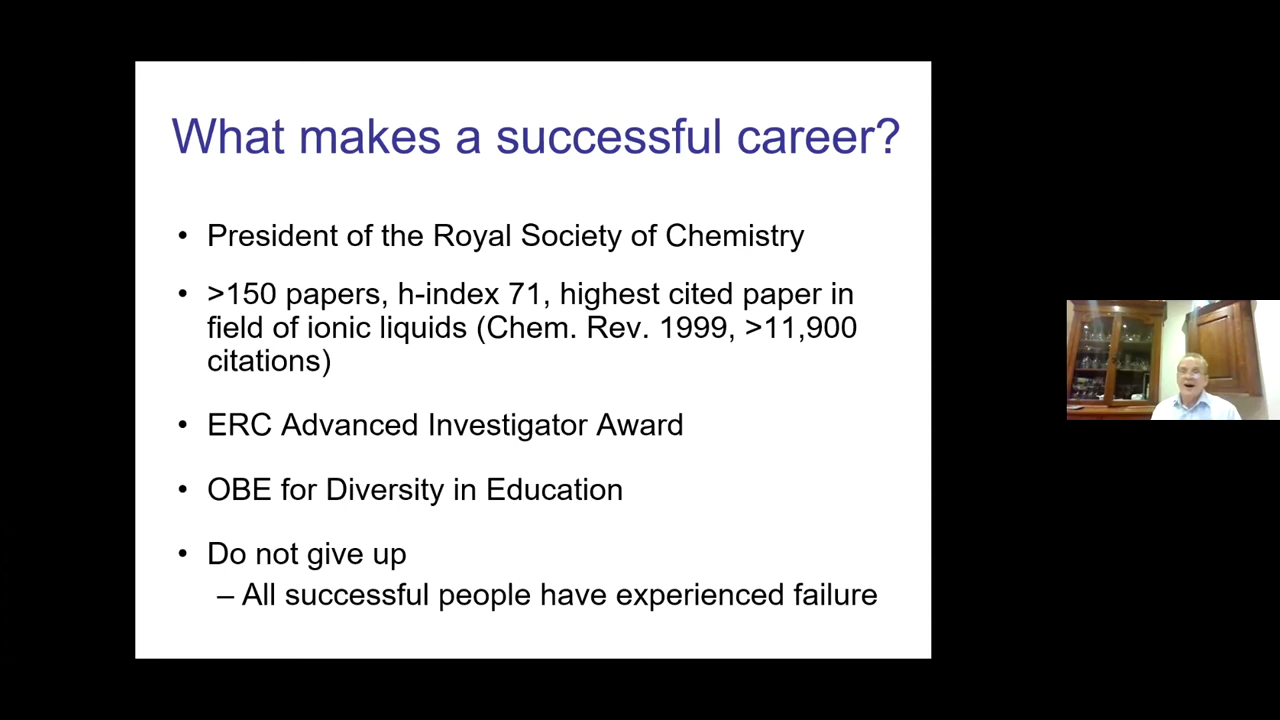 What makes a successful career?
• President of the Royal Society of Chemistry
• >150 papers, h-index 71, highest cited paper in
field of ionic liquids (Chem. Rev. 1999, >11,900
citations)
• ERC Advanced Investigator Award
• OBE for Diversity in Education
• Do not give up
– All successful people have experienced failure